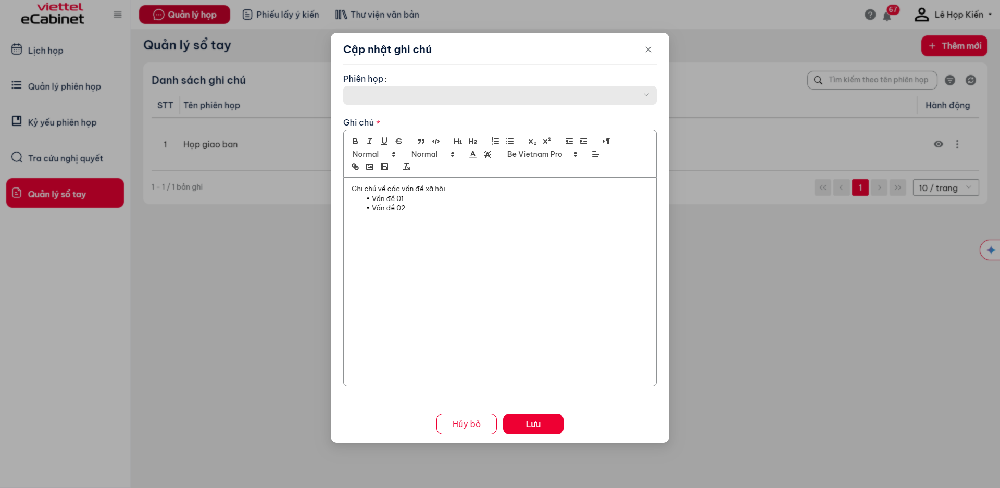 viettel
eCabinet
Quản lý họp
Phiếu lấy ý kiến
Thư viện văn bản
67
Lê Họp Kiến
Lịch họp
Quản lý phiên họp
Kỷ yếu phiên họp
Tra cứu nghị quyết
Quản lý sổ tay
Quản lý sổ tay
Thêm mới
Danh sách ghi chú
Tìm kiếm theo tên phiên họp
STT
Tên phiên họp
Hành động
1
Họp giao ban
1 - 1 / 1 bản ghi
1
10 / trang
Cập nhật ghi chú
Phiên họp :
Ghi chú *
Normal
Normal
Be Vietnam Pro
Ghi chú về các vấn đề xã hội
• Vấn đề 01
• Vấn đề 02
Hủy bỏ
Lưu